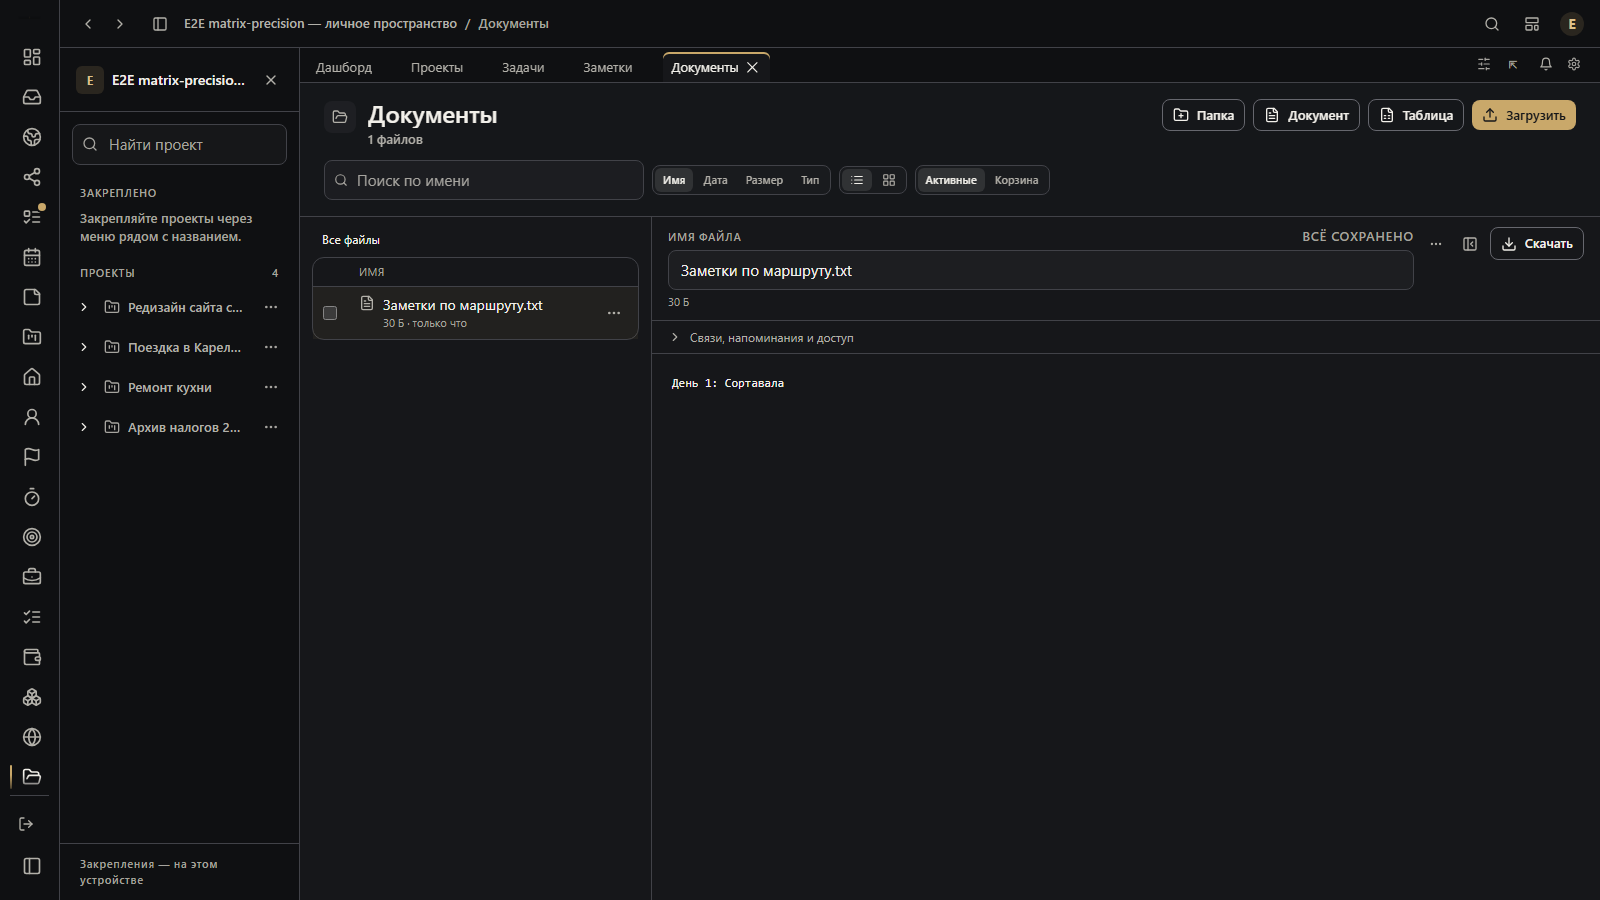 E2E matrix-precision — личное пространство / Документы
E
E
E2E matrix-precisio...
Найти проект
ЗАКРЕПЛЕНО
Закрепляйте проекты через
меню рядом с названием.
ПРОЕКТЫ 4
Редизайн сайта с...
Поездка в Карел...
Ремонт кухни
Архив налогов 2...
Закрепления — на этом
устройстве
Дашборд Проекты Задачи Заметки Документы
Документы
1 файлов
Папка Документ Таблица Загрузить
Поиск по имени
Имя Дата Размер Тип
Активные Корзина
Все файлы
ИМЯ
Заметки по маршруту.txt
30 Б · только что
ИМЯ ФАЙЛА
ВСЁ СОХРАНЕНО
Скачать
Заметки по маршруту.txt
30 Б
Связи, напоминания и доступ
День 1: Сортавала